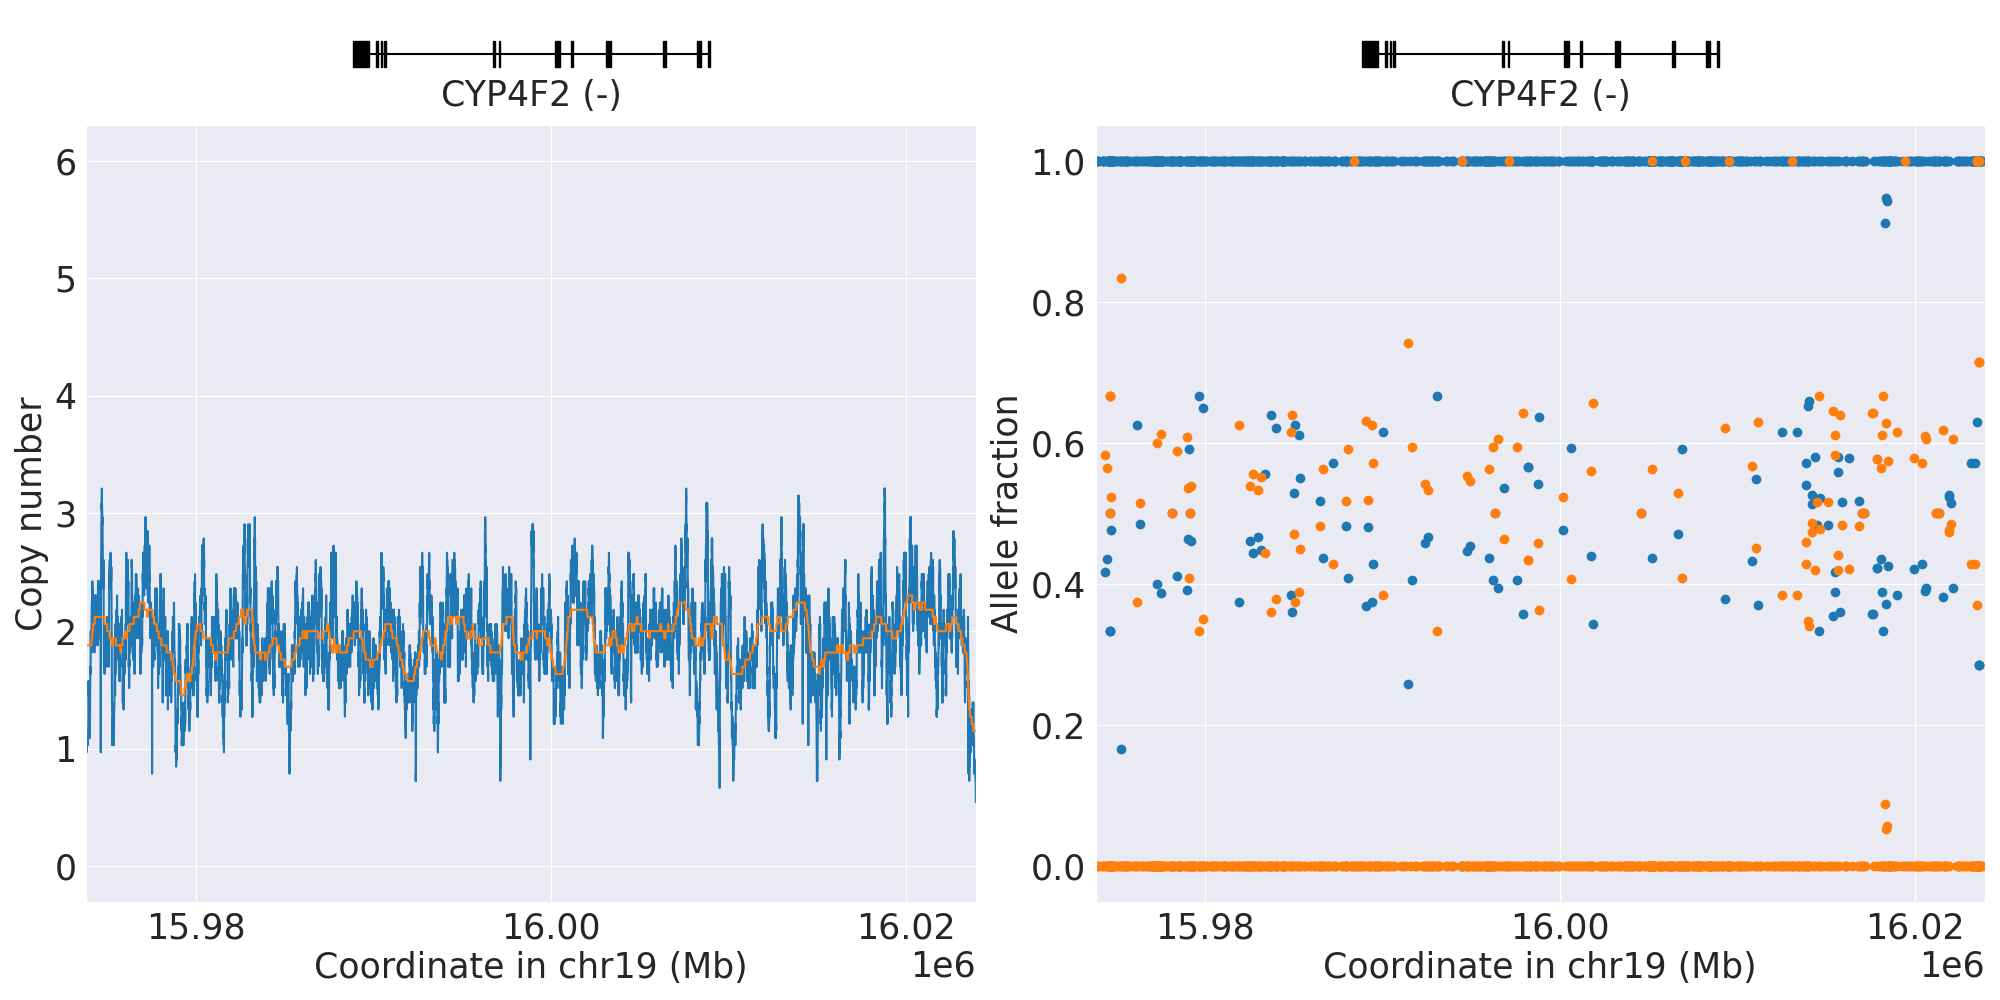 CYP4F2 (-)
Copy number
6
5
4
3
2
1
0
15.98
16.00
16.02
Coordinate in chr19 (Mb)
1e6
CYP4F2 (-)
Allele fraction
1.0
0.8
0.6
0.4
0.2
0.0
15.98
16.00
16.02
Coordinate in chr19 (Mb)
1e6